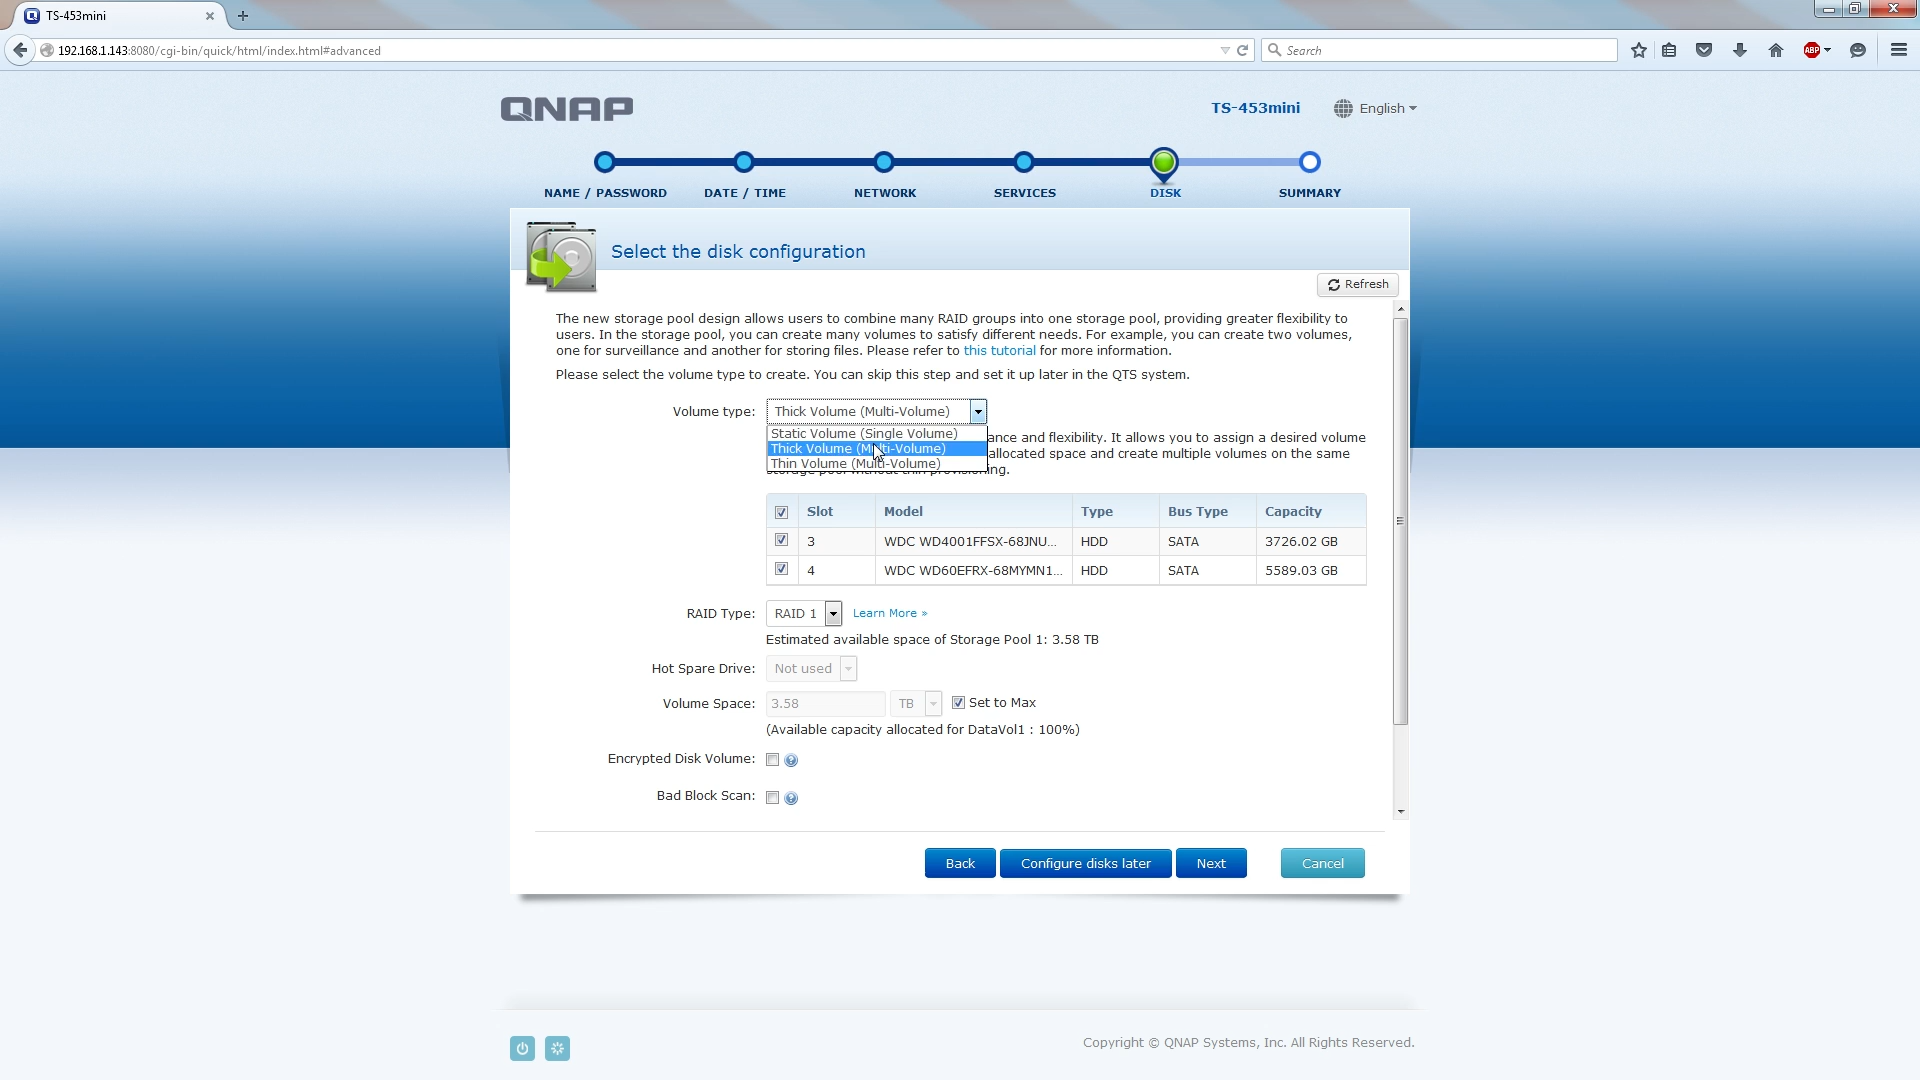 TS-453mini
192.168.1.143:8080/cgi-bin/quick/html/index.html#advanced
Search
ABP
QNAP
TS-453mini
English
NAME / PASSWORD
DATE / TIME
NETWORK
SERVICES
DISK
SUMMARY
Select the disk configuration
Refresh
The new storage pool design allows users to combine many RAID groups into one storage pool, providing greater flexibility to
users. In the storage pool, you can create many volumes to satisfy different needs. For example, you can create two volumes,
one for surveillance and another for storing files. Please refer to this tutorial for more information.
Please select the volume type to create. You can skip this step and set it up later in the QTS system.
Volume type: Thick Volume (Multi-Volume)
Static Volume (Single Volume)
Thick Volume (Multi-Volume)
Thin Volume (Multi-Volume)
and flexibility. It allows you to assign a desired volume
allocated space and create multiple volumes on the same
Slot Model Type Bus Type Capacity
3 WDC WD4001FFSX-68JNU... HDD SATA 3726.02 GB
4 WDC WD60EFRX-68MYMN1... HDD SATA 5589.03 GB
RAID Type: RAID 1 Learn More »
Estimated available space of Storage Pool 1: 3.58 TB
Hot Spare Drive: Not used
Volume Space: 3.58 TB Set to Max
(Available capacity allocated for DataVol1 : 100%)
Encrypted Disk Volume:
Bad Block Scan:
Back
Configure disks later
Next
Cancel
Copyright © QNAP Systems, Inc. All Rights Reserved.